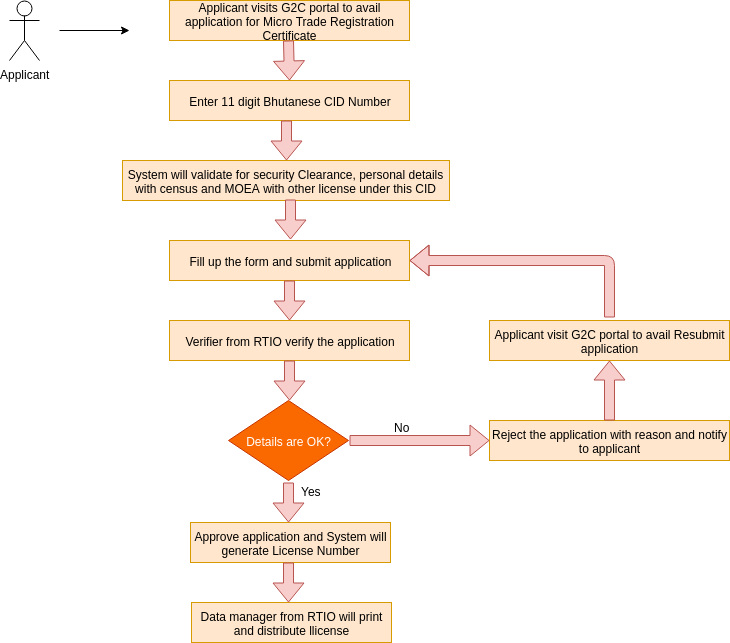 Applicant
Applicant visits G2C portal to avail
application for Micro Trade Registration
Certificate
Enter 11 digit Bhutanese CID Number
System will validate for security Clearance, personal details
with census and MOEA with other license under this CID
Fill up the form and submit application
Verifier from RTIO verify the application
Applicant visit G2C portal to avail Resubmit
application
Details are OK?
No
Reject the application with reason and notify
to applicant
Yes
Approve application and System will
generate License Number
Data manager from RTIO will print
and distribute llicense